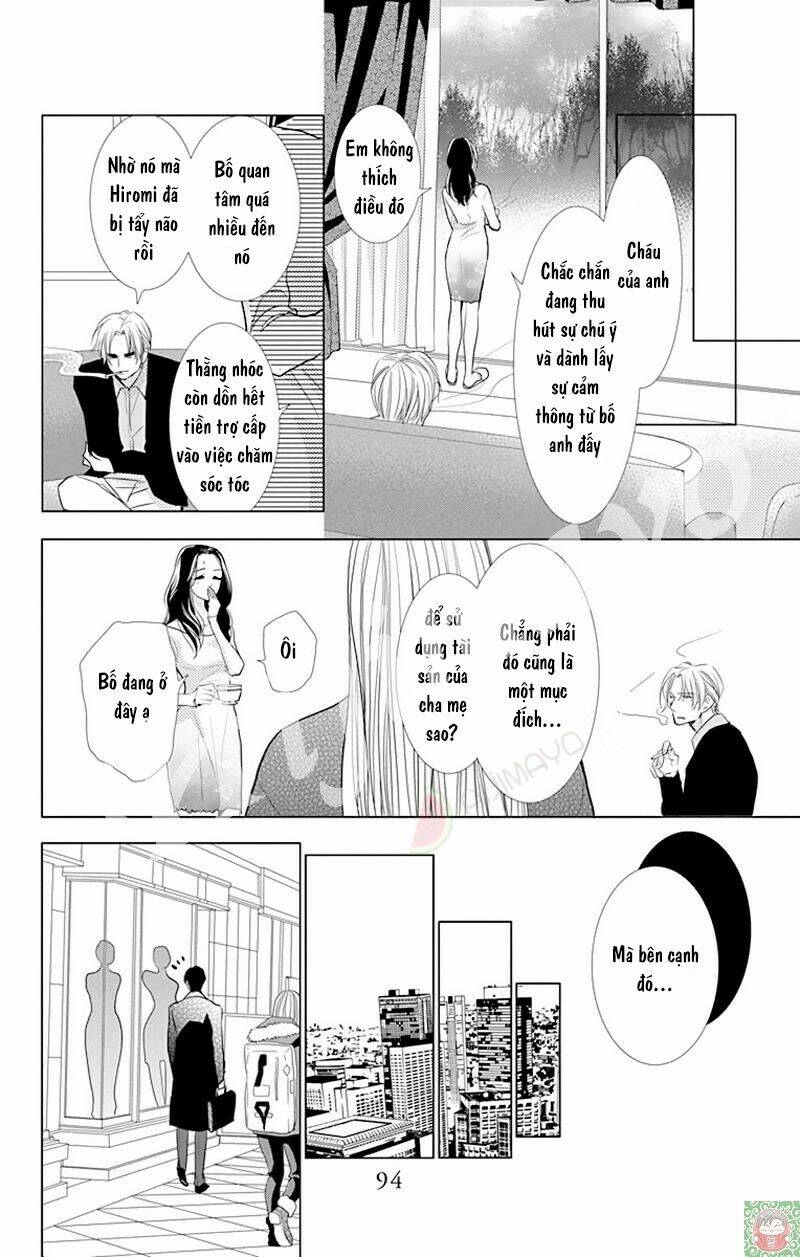 Cháu
của anh
Chắc chắn
đang thu
hút sự chú ý
và dành lấy
sự cảm
thông từ bố
anh đấy
Em không
thích
điều đó
Bố quan
tâm quá
nhiều đến
nó
Nhờ nó mà
Hiromi đã
bị tẩy não
rồi
Thằng nhóc
còn dồn hết
tiền trợ cấp
vào việc chăm
sóc tóc
Chẳng phải
đó cũng là
một mục
đích...
để sử
dụng tài
sản của
cha mẹ
sao?
Ôi
Bố đang ở
đây ạ
Mà bên cạnh
đó...
94